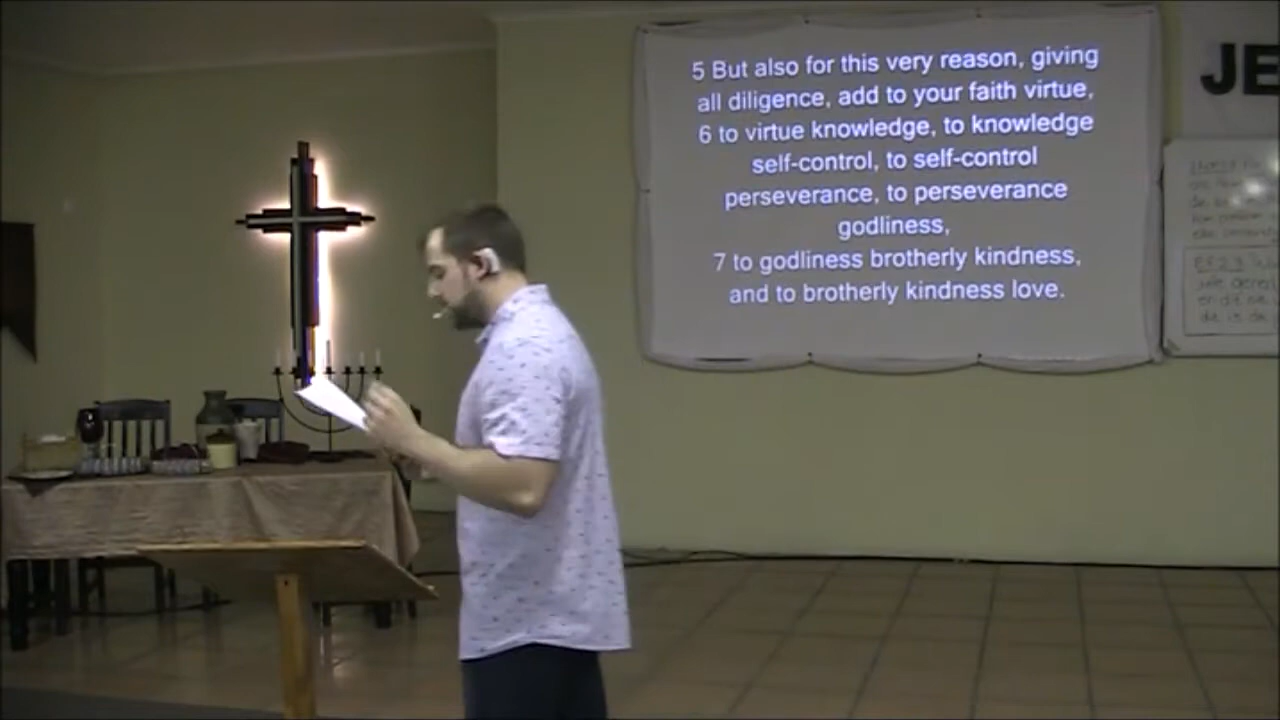 5 But also for this very reason, giving
all diligence, add to your faith virtue,
6 to virtue knowledge, to knowledge
self-control, to self-control
perseverance, to perseverance
godliness,
7 to godliness brotherly kindness,
and to brotherly kindness love.
JE